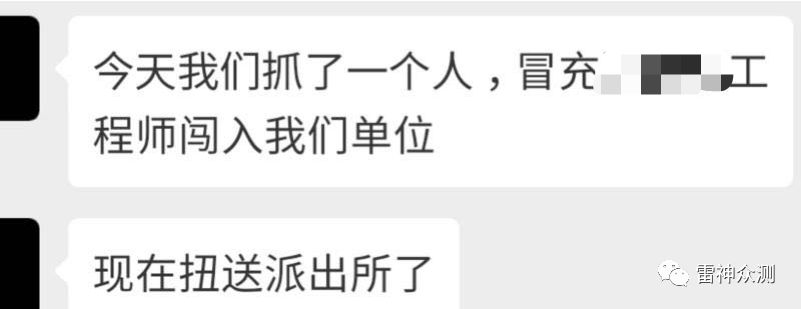 今天我们抓了一个人，冒充工
程师闯入我们单位
现在扭送派出所了
雷神众测